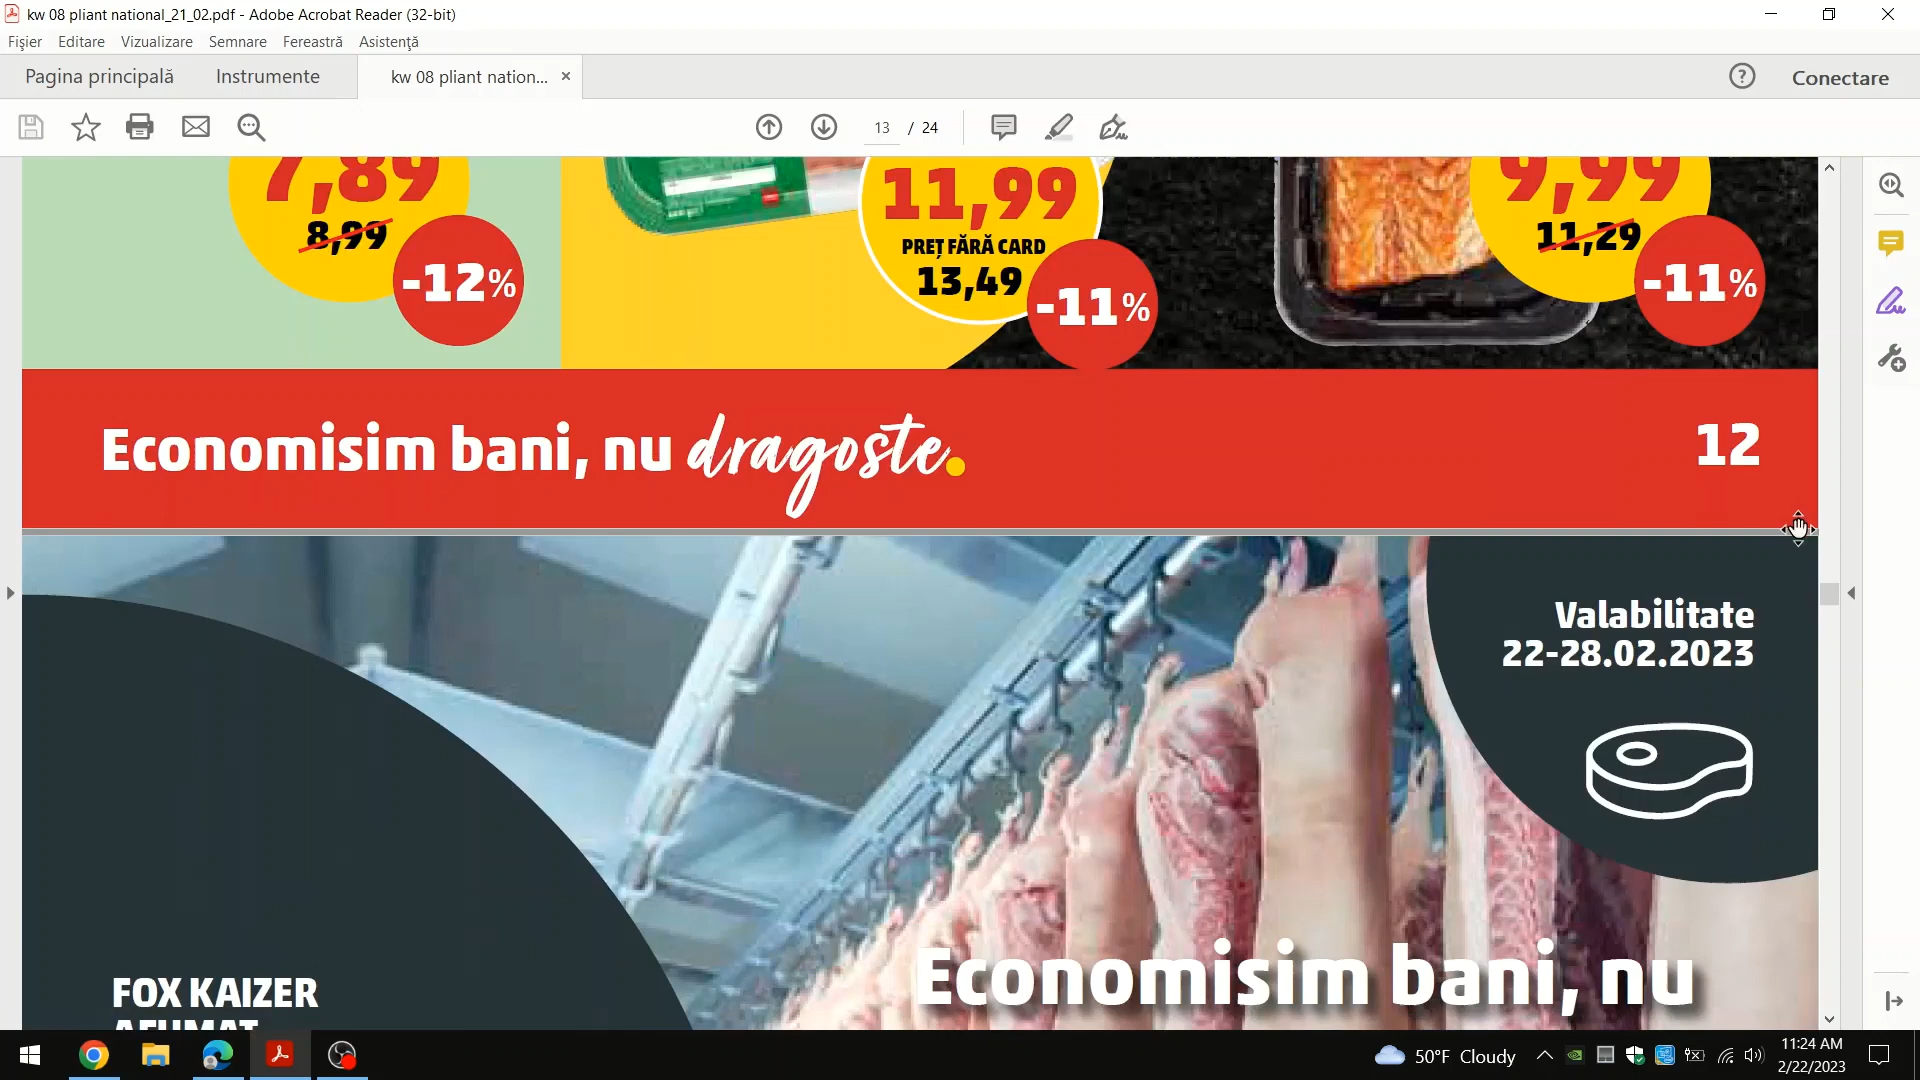 kw 08 pliant national_21_02.pdf - Adobe Acrobat Reader (32-bit)
Fişier Editare Vizualizare Semnare Fereastră Asistenţă
Pagina principală Instrumente kw 08 pliant nation... × Conectare
13 / 24
7,89
8,99
-12%
11,99
PREȚ FĂRĂ CARD
13,49
-11%
9,99
11,29
-11%
Economisim bani, nu dragoste.
12
Valabilitate
22-28.02.2023
FOX KAIZER
AFUMAT
Economisim bani, nu
50°F Cloudy
11:24 AM
2/22/2023